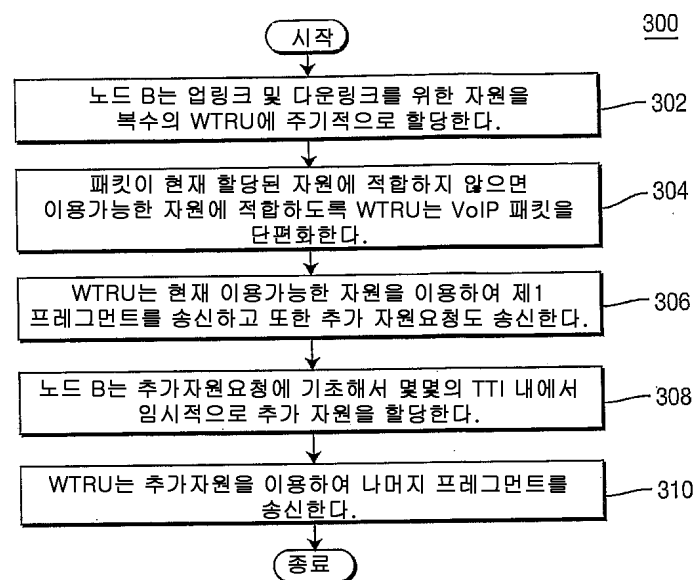 300
시작
노드 B는 업링크 및 다운링크를 위한 자원을
복수의 WTRU에 주기적으로 할당한다.
302
패킷이 현재 할당된 자원에 적합하지 않으면
이용가능한 자원에 적합하도록 WTRU는 VoIP 패킷을
단편화한다.
304
WTRU는 현재 이용가능한 자원을 이용하여 제1
프레그먼트를 송신하고 또한 추가 자원요청도 송신한다.
306
노드 B는 추가자원요청에 기초해서 몇몇의 TTI 내에서
임시적으로 추가 자원을 할당한다.
308
WTRU는 추가자원을 이용하여 나머지 프레그먼트를
송신한다.
310
종료